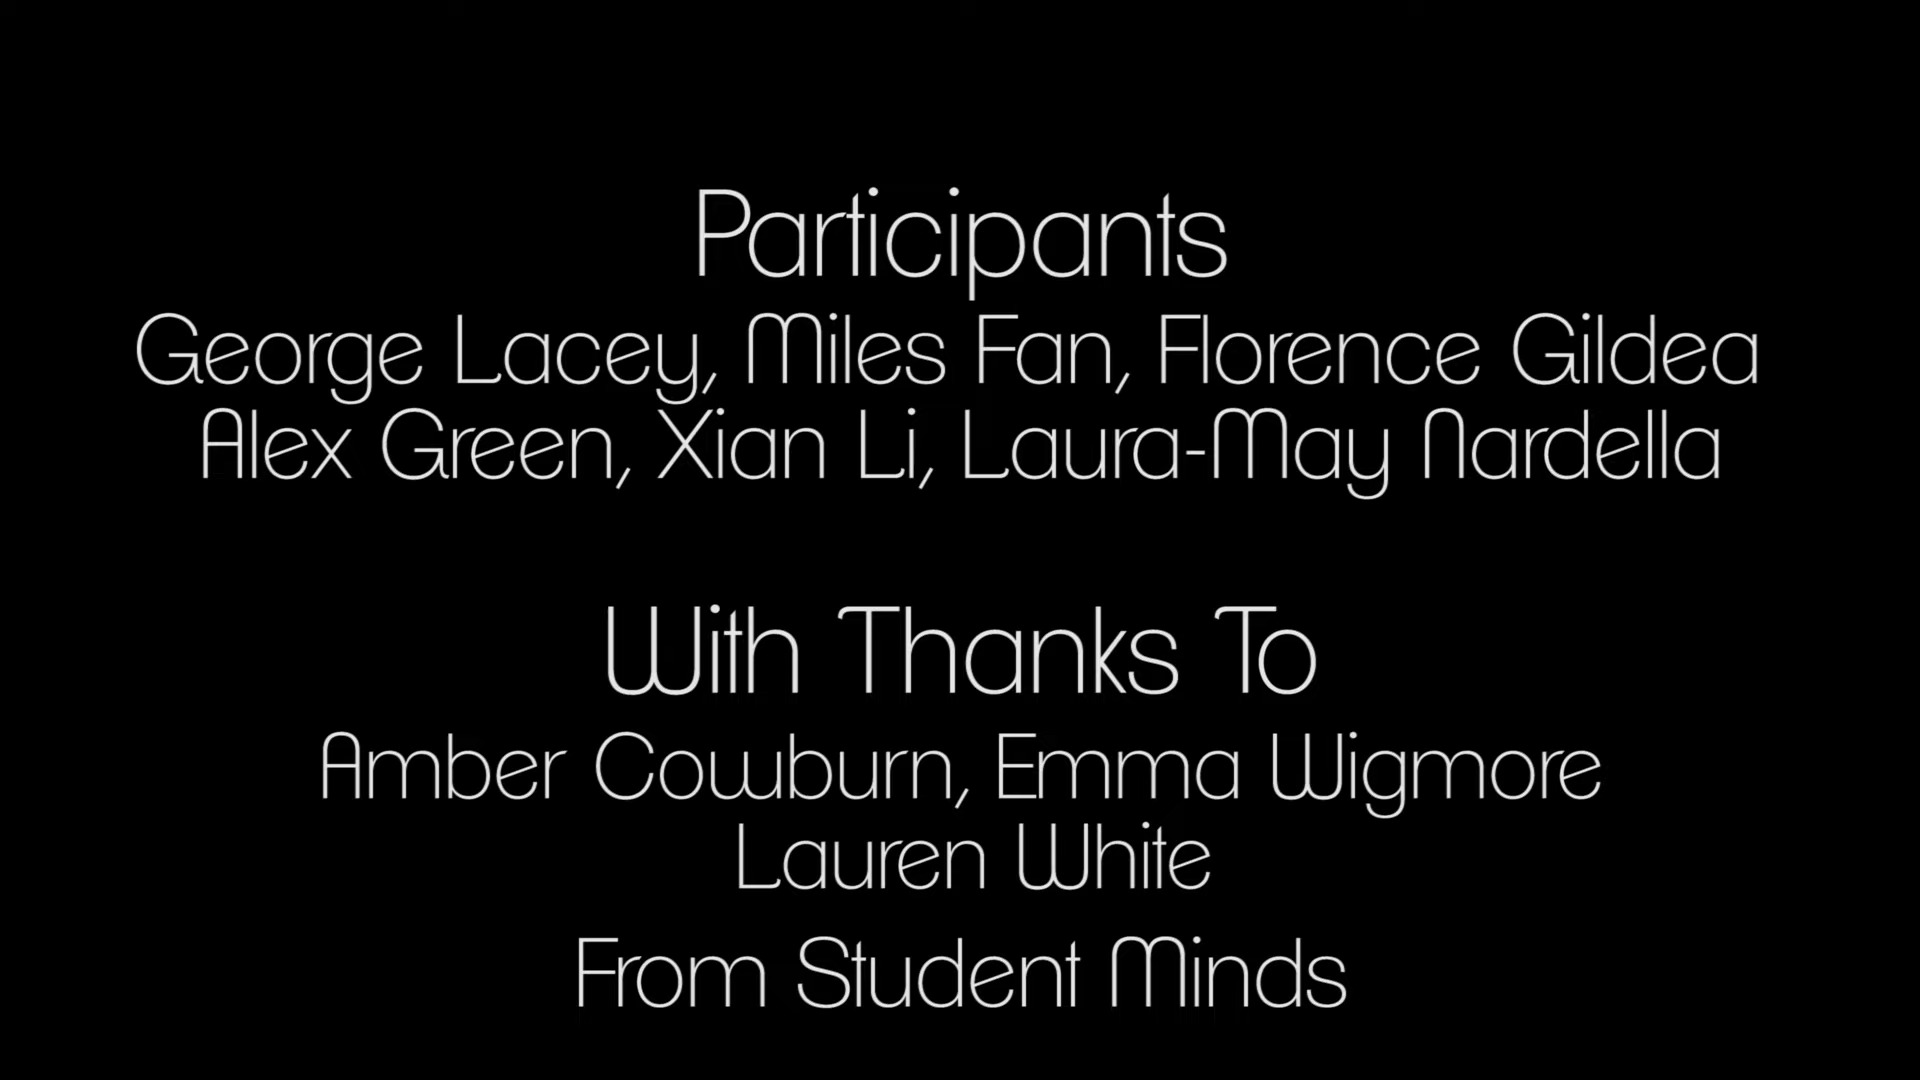 Participants
George Lacey, Miles Fan, Florence Gildea
Alex Green, Xian Li, Laura-May Nardella
With Thanks To
Amber Cowburn, Emma Wigmore
Lauren White
From Student Minds